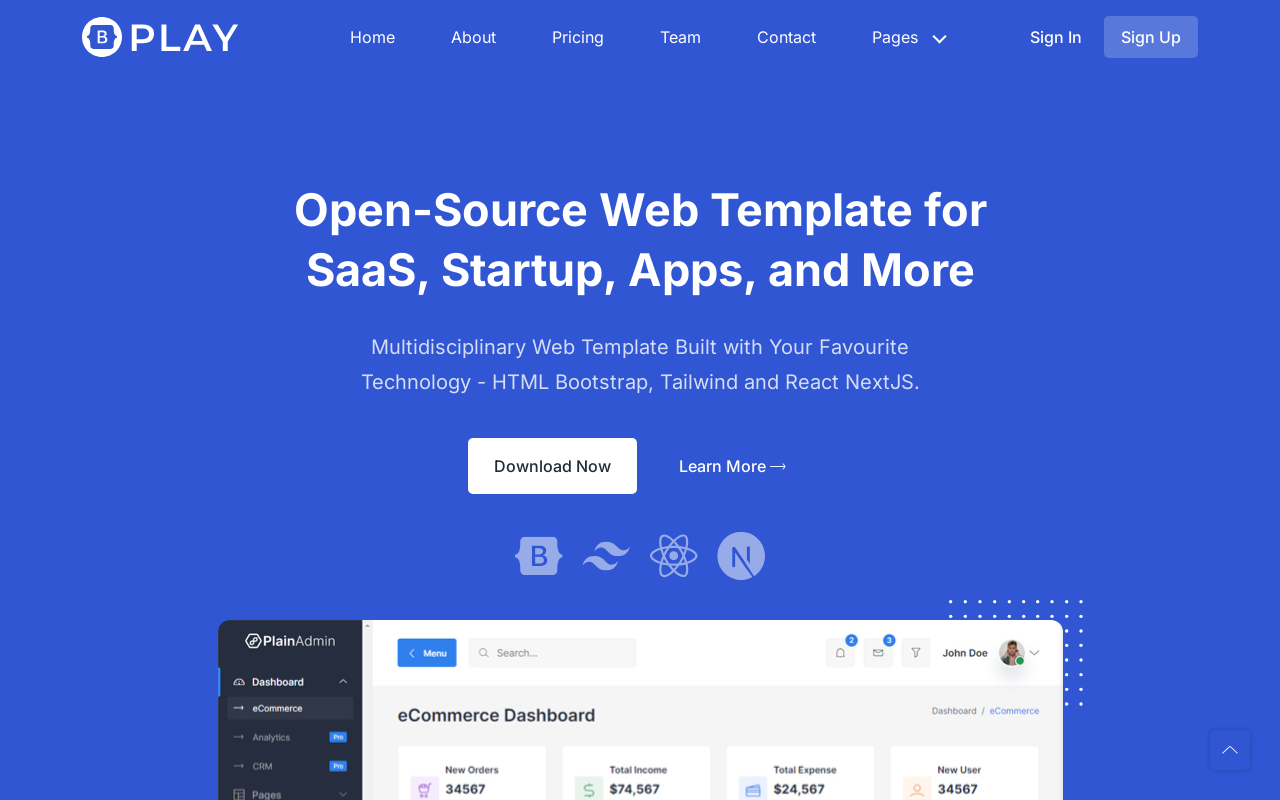 B PLAY
Home
About
Pricing
Team
Contact
Pages
Sign In
Sign Up
Open-Source Web Template for
SaaS, Startup, Apps, and More
Multidisciplinary Web Template Built with Your Favourite
Technology - HTML Bootstrap, Tailwind and React NextJS.
Download Now
Learn More
B
N
PlainAdmin
Menu
Search...
2
3
John Doe
Dashboard
eCommerce
Analytics
Pro
CRM
Pro
Pages
eCommerce Dashboard
Dashboard / eCommerce
New Orders
34567
Total Income
$74,567
Total Expense
$24,567
New User
34567